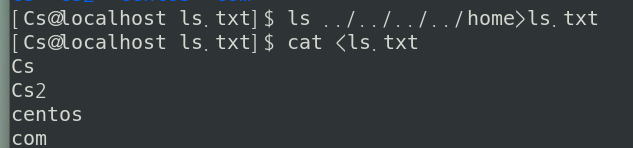 [Cs@localhost ls.txt]$ ls ../../../../home>ls.txt
[Cs@localhost ls.txt]$ cat <ls.txt
Cs
Cs2
centos
com